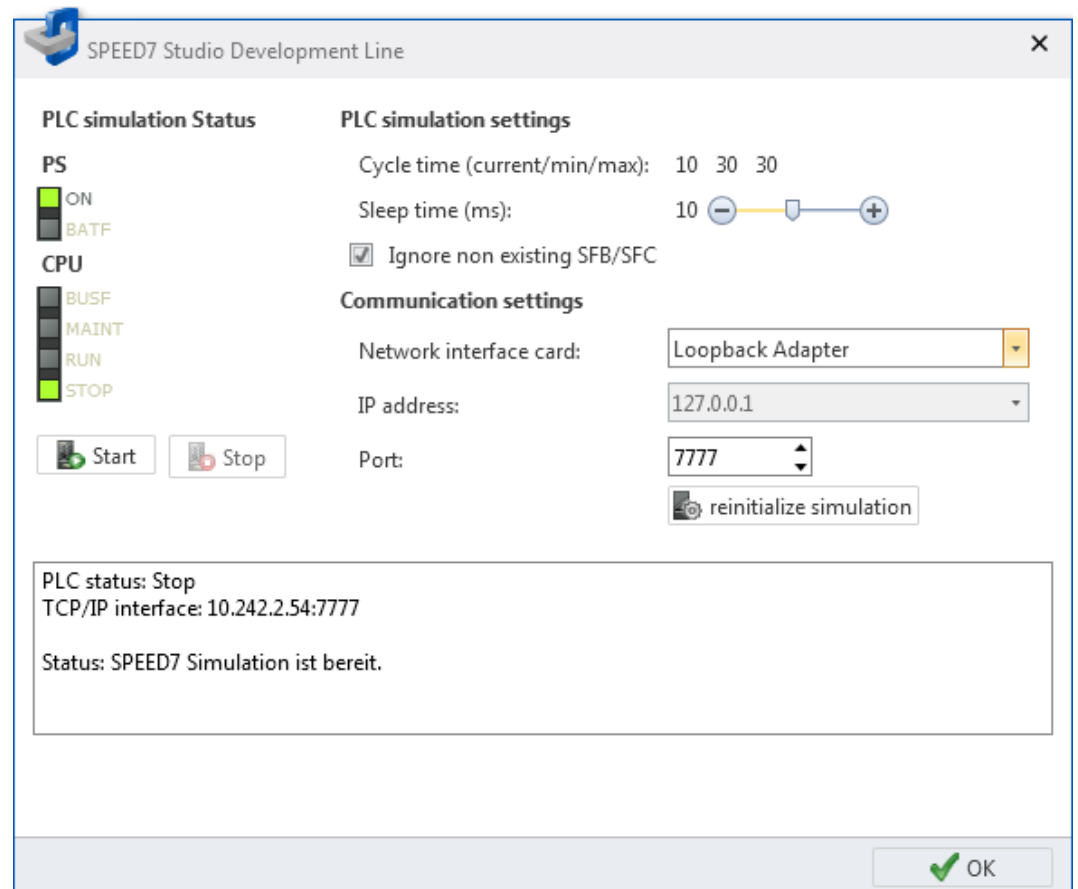 SPEED7 Studio Development Line
PLC simulation Status
PS
ON
BATF
CPU
BUSF
MAINT
RUN
STOP
Start
Stop
PLC simulation settings
Cycle time (current/min/max): 10 30 30
Sleep time (ms): 10
Ignore non existing SFB/SFC
Communication settings
Network interface card: Loopback Adapter
IP address: 127.0.0.1
Port: 7777
reinitialize simulation
PLC status: Stop
TCP/IP interface: 10.242.2.54:7777
Status: SPEED7 Simulation ist bereit.
OK